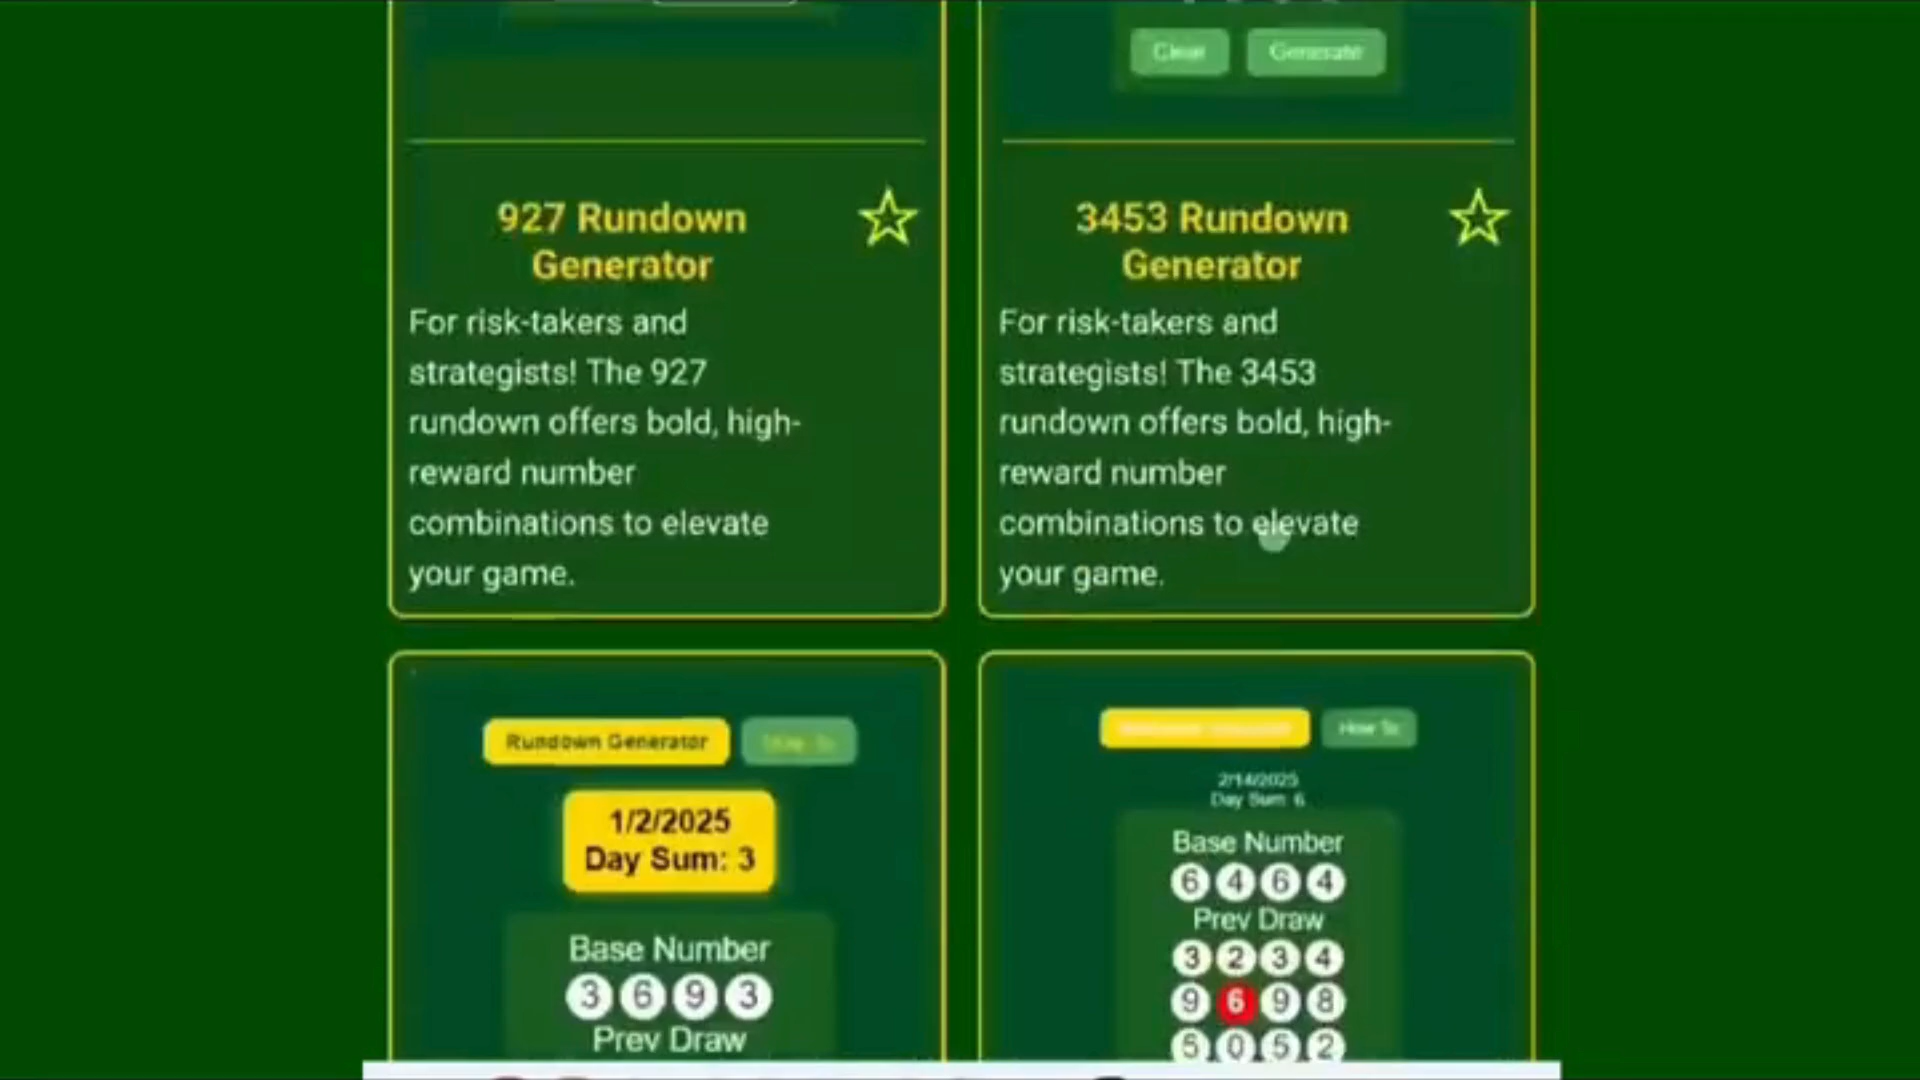 Clear Generate
927 Rundown
Generator
For risk-takers and
strategists! The 927
rundown offers bold, high-
reward number
combinations to elevate
your game.
3453 Rundown
Generator
For risk-takers and
strategists! The 3453
rundown offers bold, high-
reward number
combinations to elevate
your game.
Rundown Generator
1/2/2025
Day Sum: 3
Base Number
3 6 9 3
Prev Draw
How To
2/14/2025
Day Sum: 6
Base Number
6 4 6 4
Prev Draw
3 2 3 4
9 6 9 8
5 0 5 2